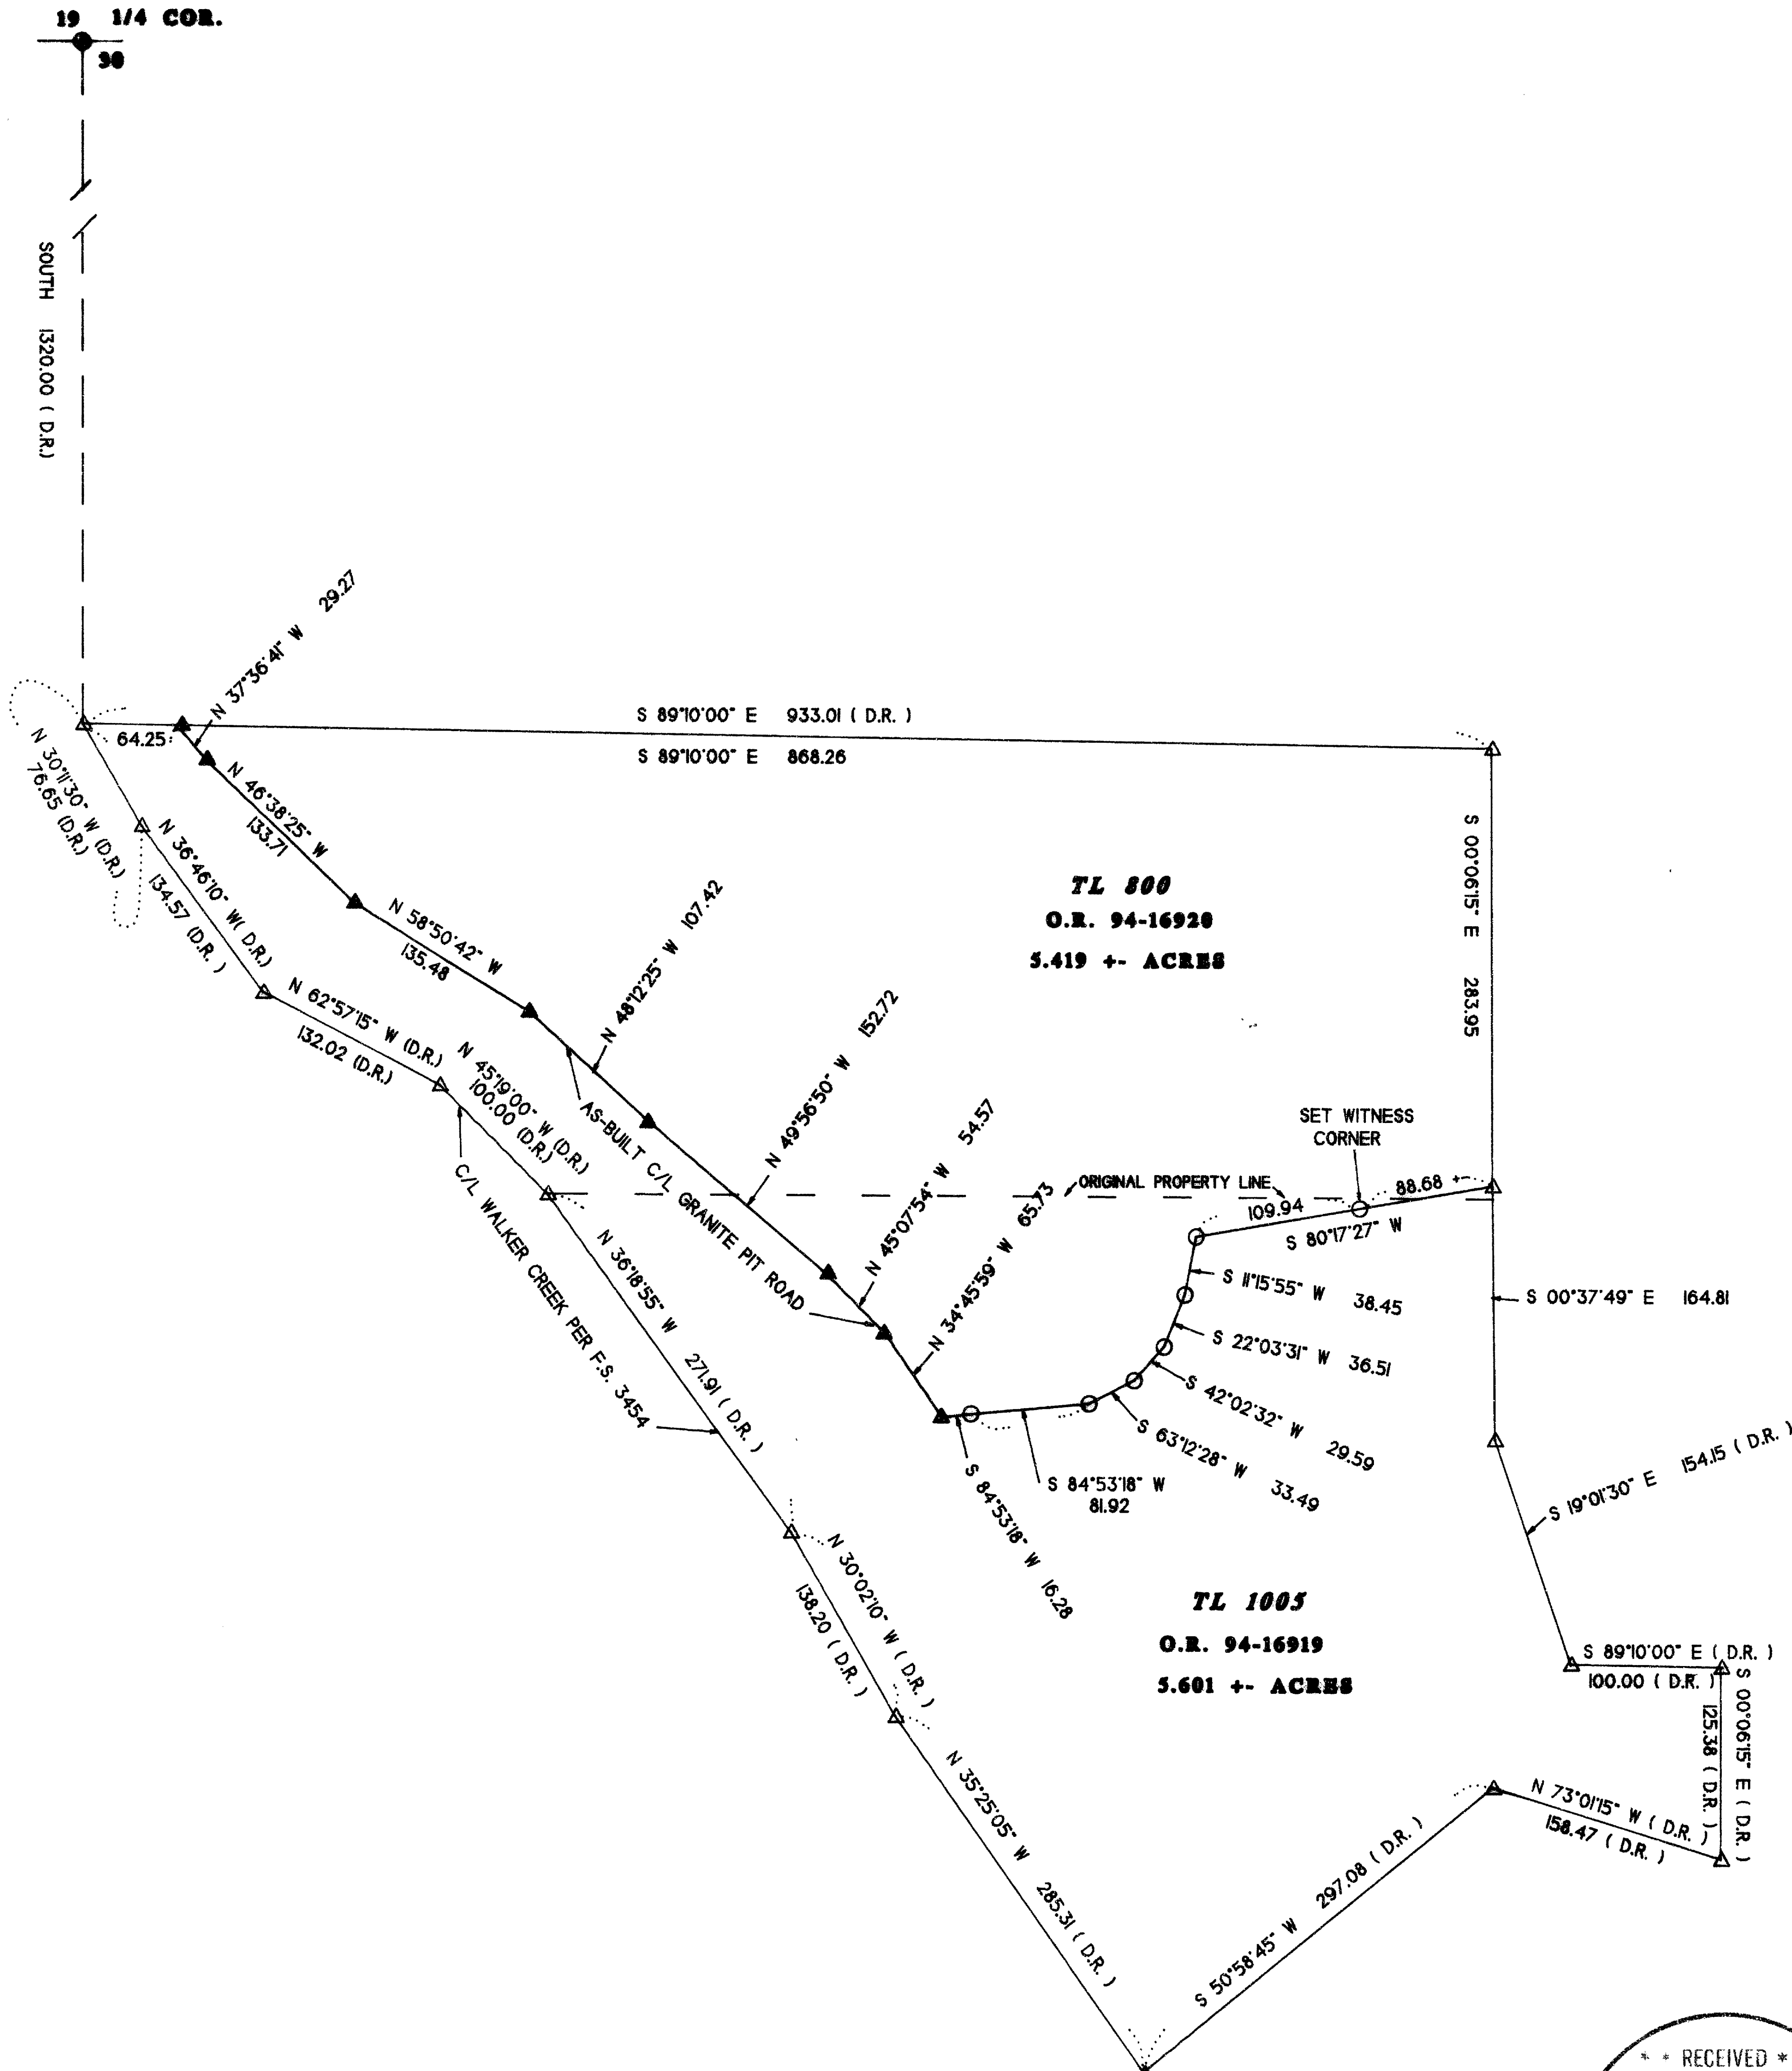 19 1/4 COR.
30
SOUTH 1320.00 ( D.R.)
N 37°36'41" W 29.27
S 89°10'00" E 933.01 ( D.R. )
64.25
S 89°10'00" E 868.26
N 30°11'30" W (D.R.)
76.65 (D.R.)
N 46°38'25" W
133.71
N 36°46'10" W( D.R.)
134.57 (D.R. )
S 00°06'15" E 283.95
TL 800
O.R. 94-16920
5.419 +- ACRES
N 58°50'42" W
135.48
N 48°12'25" W 107.42
N 62°57'15" W (D.R.)
132.02 (D.R.)
N 49°56'50" W 152.72
N 45°19'00" W (D.R.)
100.00 (D.R.)
AS-BUILT C/L GRANITE PIT ROAD
N 45°07'54" W 54.57
SET WITNESS
CORNER
C/L WALKER CREEK PER F.S. 3454
N 34°45'59" W 65.73
ORIGINAL PROPERTY LINE
88.68 +-
109.94
S 80°17'27" W
N 36°18'55" W 271.91 ( D.R. )
S 11°15'55" W 38.45
S 00°37'49" E 164.81
S 22°03'31" W 36.51
S 42°02'32" W 29.59
S 63°12'28" W 33.49
S 84°53'18" W
81.92
S 84°53'18" W 16.28
S 19°01'30" E 154.15 ( D.R. )
N 30°02'10" W ( D.R. )
138.20 ( D.R. )
TL 1005
O.R. 94-16919
5.601 +- ACRES
S 89°10'00" E ( D.R. )
100.00 ( D.R. )
S 00°06'15" E ( D.R. )
125.38 ( D.R. )
N 35°25'05" W 285.31 ( D.R. )
N 73°01'15" W ( D.R. )
158.47 ( D.R. )
S 50°58'45" W 297.08 ( D.R. )
* * RECEIVED *